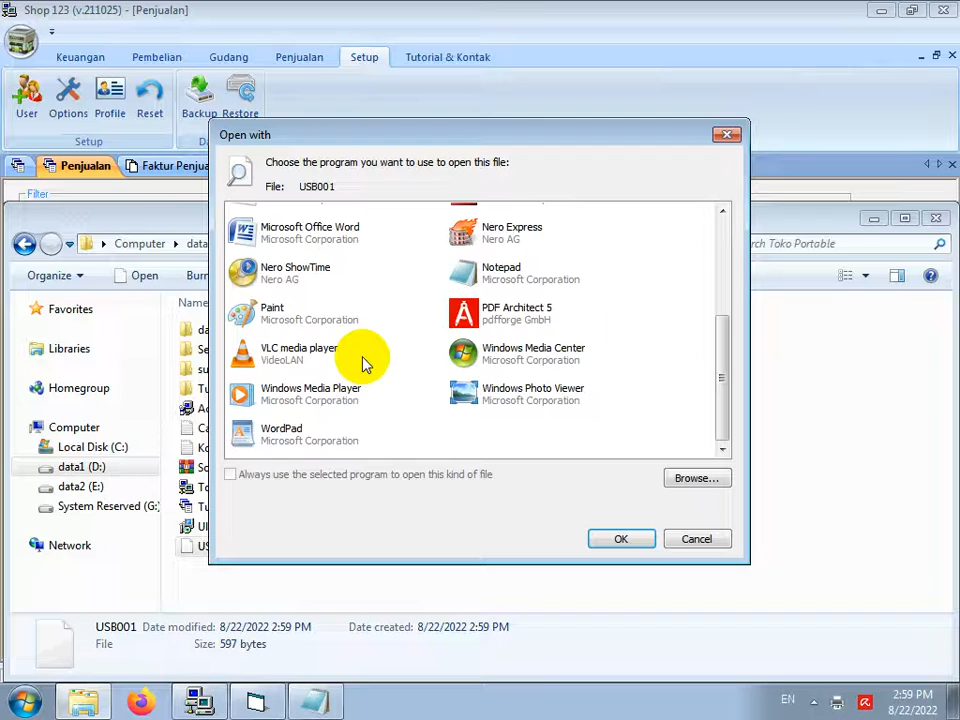 Shop 123 (v.211025) - [Penjualan]
Keuangan
Pembelian
Gudang
Penjualan
Setup
Tutorial & Kontak
User
Options
Profile
Reset
Backup
Restore
Setup
Penjualan
Faktur Penjua
Filter
Open with
Choose the program you want to use to open this file:
File: USB001
Microsoft Office Word
Microsoft Corporation
Nero Express
Nero AG
Nero ShowTime
Nero AG
Notepad
Microsoft Corporation
Paint
Microsoft Corporation
PDF Architect 5
pdfforge GmbH
VLC media player
VideoLAN
Windows Media Center
Microsoft Corporation
Windows Media Player
Microsoft Corporation
Windows Photo Viewer
Microsoft Corporation
WordPad
Microsoft Corporation
Always use the selected program to open this kind of file
Browse...
OK
Cancel
Computer
data
ch Toko Portable
Organize
Open
Burn
Favorites
Libraries
Homegroup
Computer
Local Disk (C:)
data1 (D:)
data2 (E:)
System Reserved (G:)
Network
Name
USB001
Date modified: 8/22/2022 2:59 PM
Date created: 8/22/2022 2:59 PM
File
Size: 597 bytes
EN
2:59 PM
8/22/2022